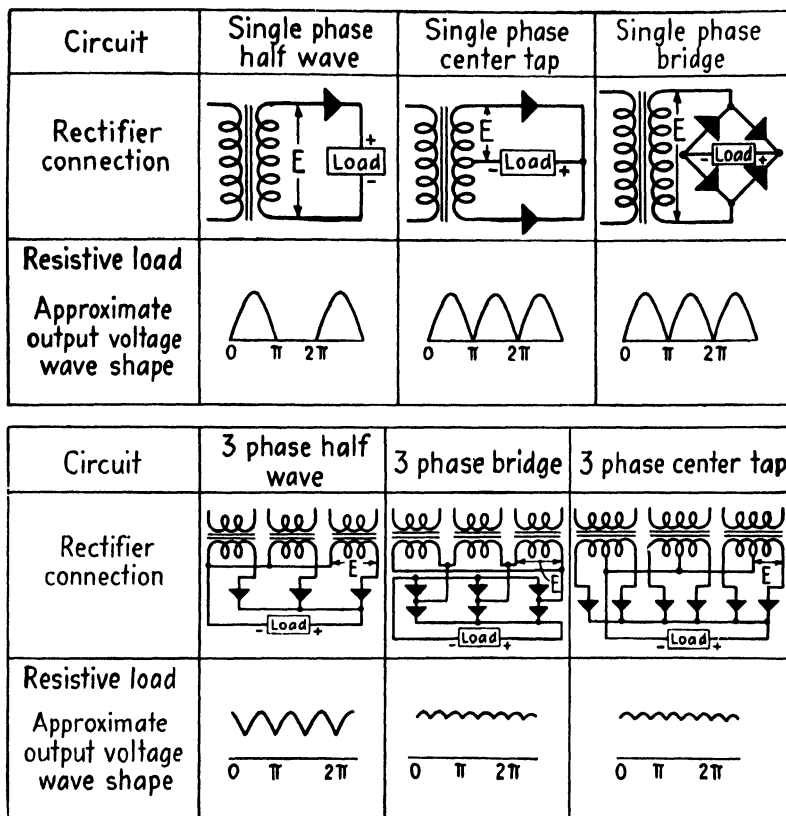 Circuit
Single phase
half wave
Single phase
center tap
Single phase
bridge
Rectifier
connection
E
+
Load
-
E
Load
- +
E
- Load +
Resistive load
Approximate
output voltage
wave shape
0 π 2π
0 π 2π
0 π 2π
Circuit
3 phase half
wave
3 phase bridge
3 phase center tap
Rectifier
connection
E
- Load +
E
- Load +
E
- Load +
Resistive load
Approximate
output voltage
wave shape
0 π 2π
0 π 2π
0 π 2π